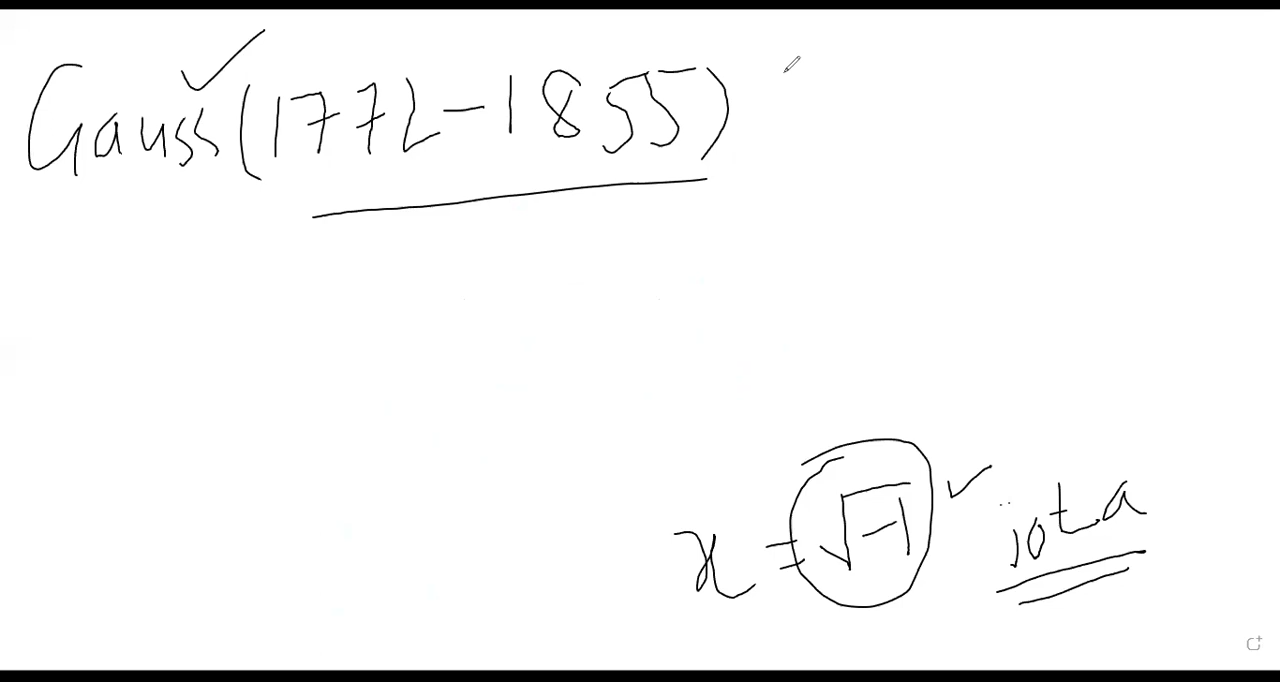 Gauss (1772-1855)
x = √-1 iota